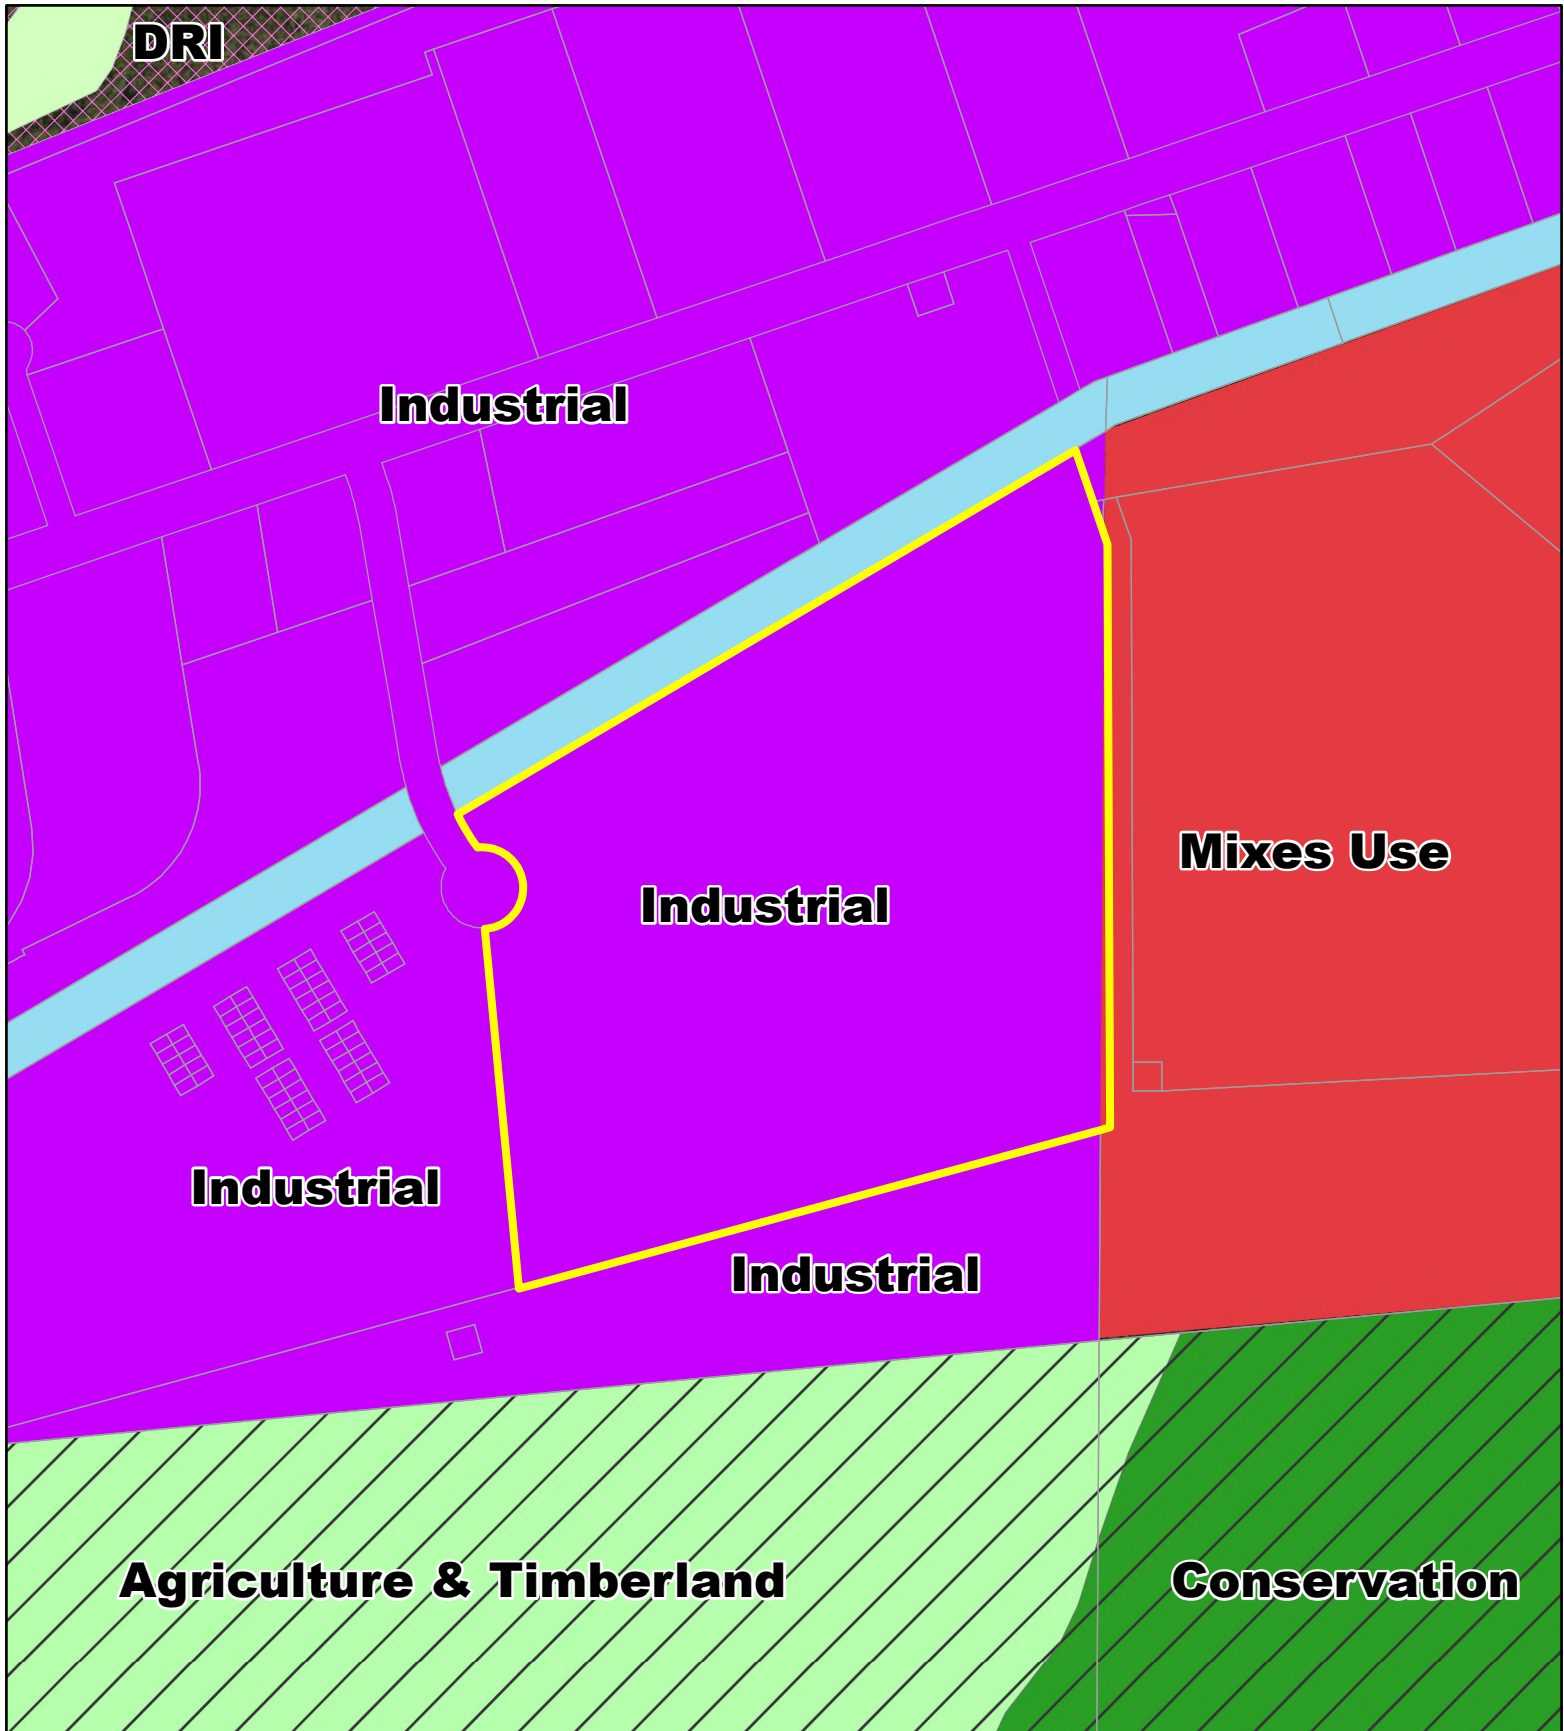 DRI
Industrial
Mixes Use
Industrial
Industrial
Industrial
Agriculture & Timberland
Conservation